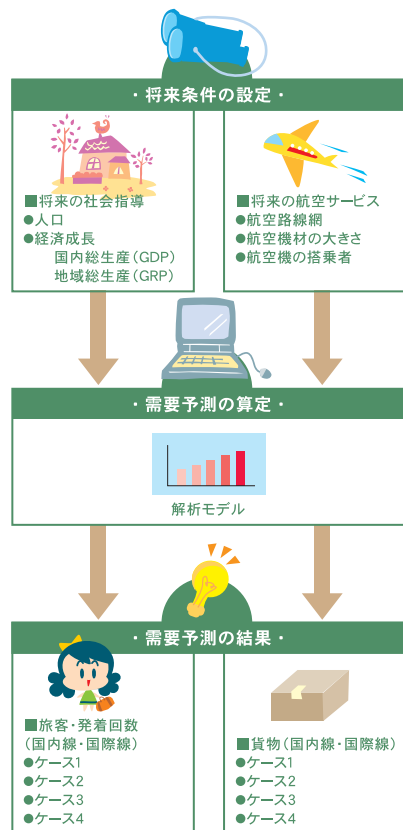 ・将来条件の設定・
■将来の社会指導
●人口
●経済成長
国内総生産(GDP)
地域総生産(GRP)
■将来の航空サービス
●航空路線網
●航空機材の大きさ
●航空機の搭乗者
・需要予測の算定・
解析モデル
・需要予測の結果・
■旅客・発着回数
(国内線・国際線)
●ケース1
●ケース2
●ケース3
●ケース4
■貨物(国内線・国際線)
●ケース1
●ケース2
●ケース3
●ケース4